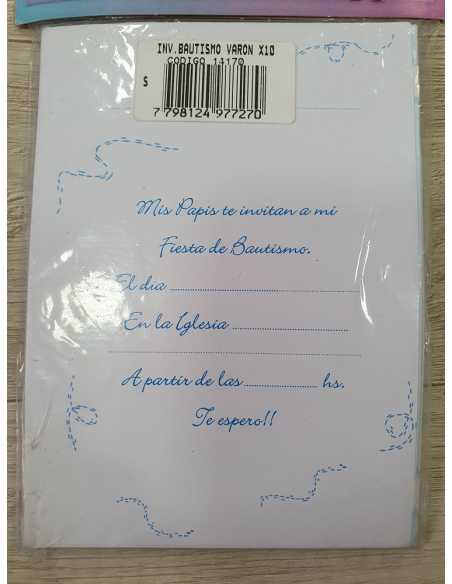 INV.BAUTISMO VARON X10
CODIGO 14170
$
7 798124 977270
Mis Papis te invitan a mi
Fiesta de Bautismo.
El día ..........................................................
En la Iglesia ...................................
..........................................................................
A partir de las ...................... hs.
Te espero!!